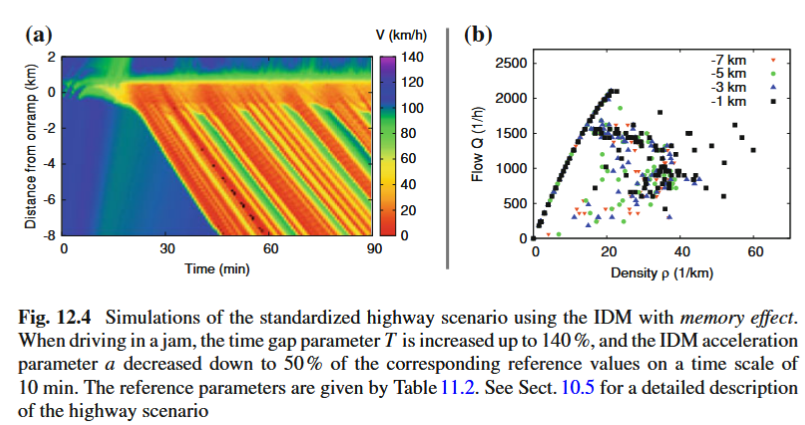 (a)
V (km/h)
2
0
-2
-4
-6
-8
Distance from onramp (km)
0
30
60
90
Time (min)
140
120
100
80
60
40
20
0
(b)
2500
2000
1500
1000
500
0
Flow Q (1/h)
-7 km
-5 km
-3 km
-1 km
0
20
40
60
Density ρ (1/km)
Fig. 12.4 Simulations of the standardized highway scenario using the IDM with memory effect.
When driving in a jam, the time gap parameter T is increased up to 140 %, and the IDM acceleration
parameter a decreased down to 50 % of the corresponding reference values on a time scale of
10 min. The reference parameters are given by Table 11.2. See Sect. 10.5 for a detailed description
of the highway scenario